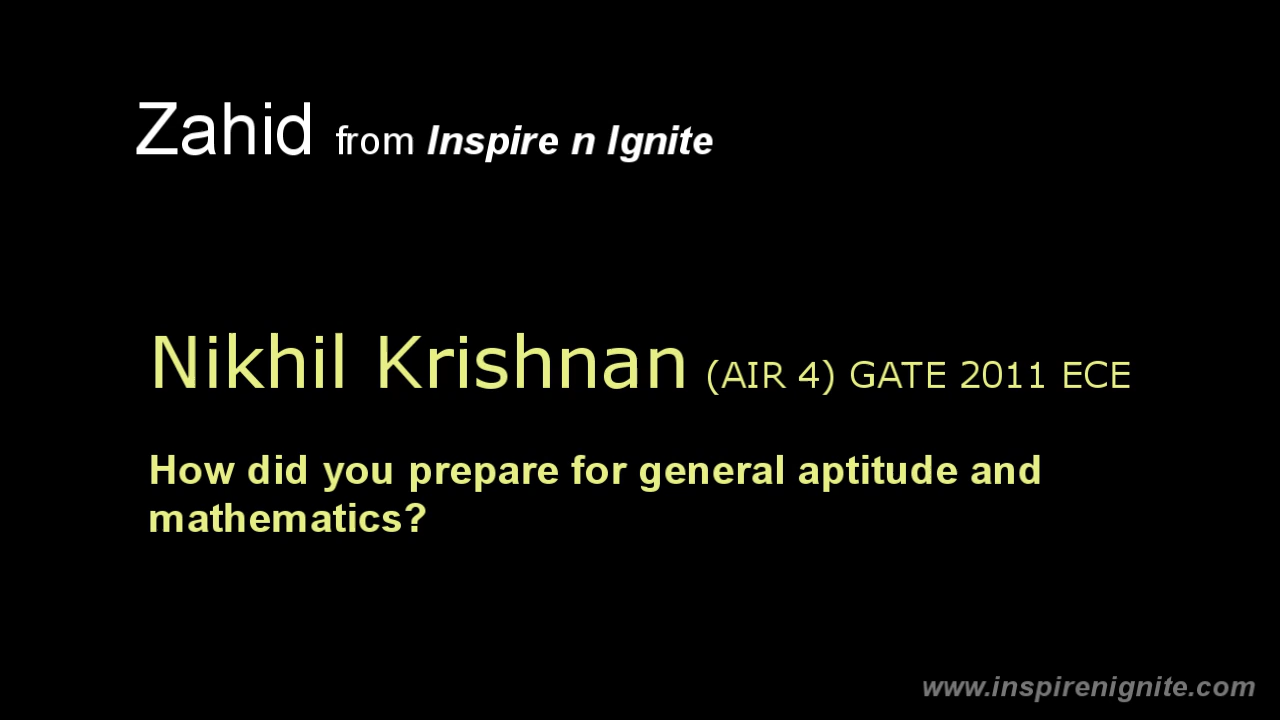 Zahid from Inspire n Ignite
Nikhil Krishnan (AIR 4) GATE 2011 ECE
How did you prepare for general aptitude and
mathematics?
www.inspirenignite.com